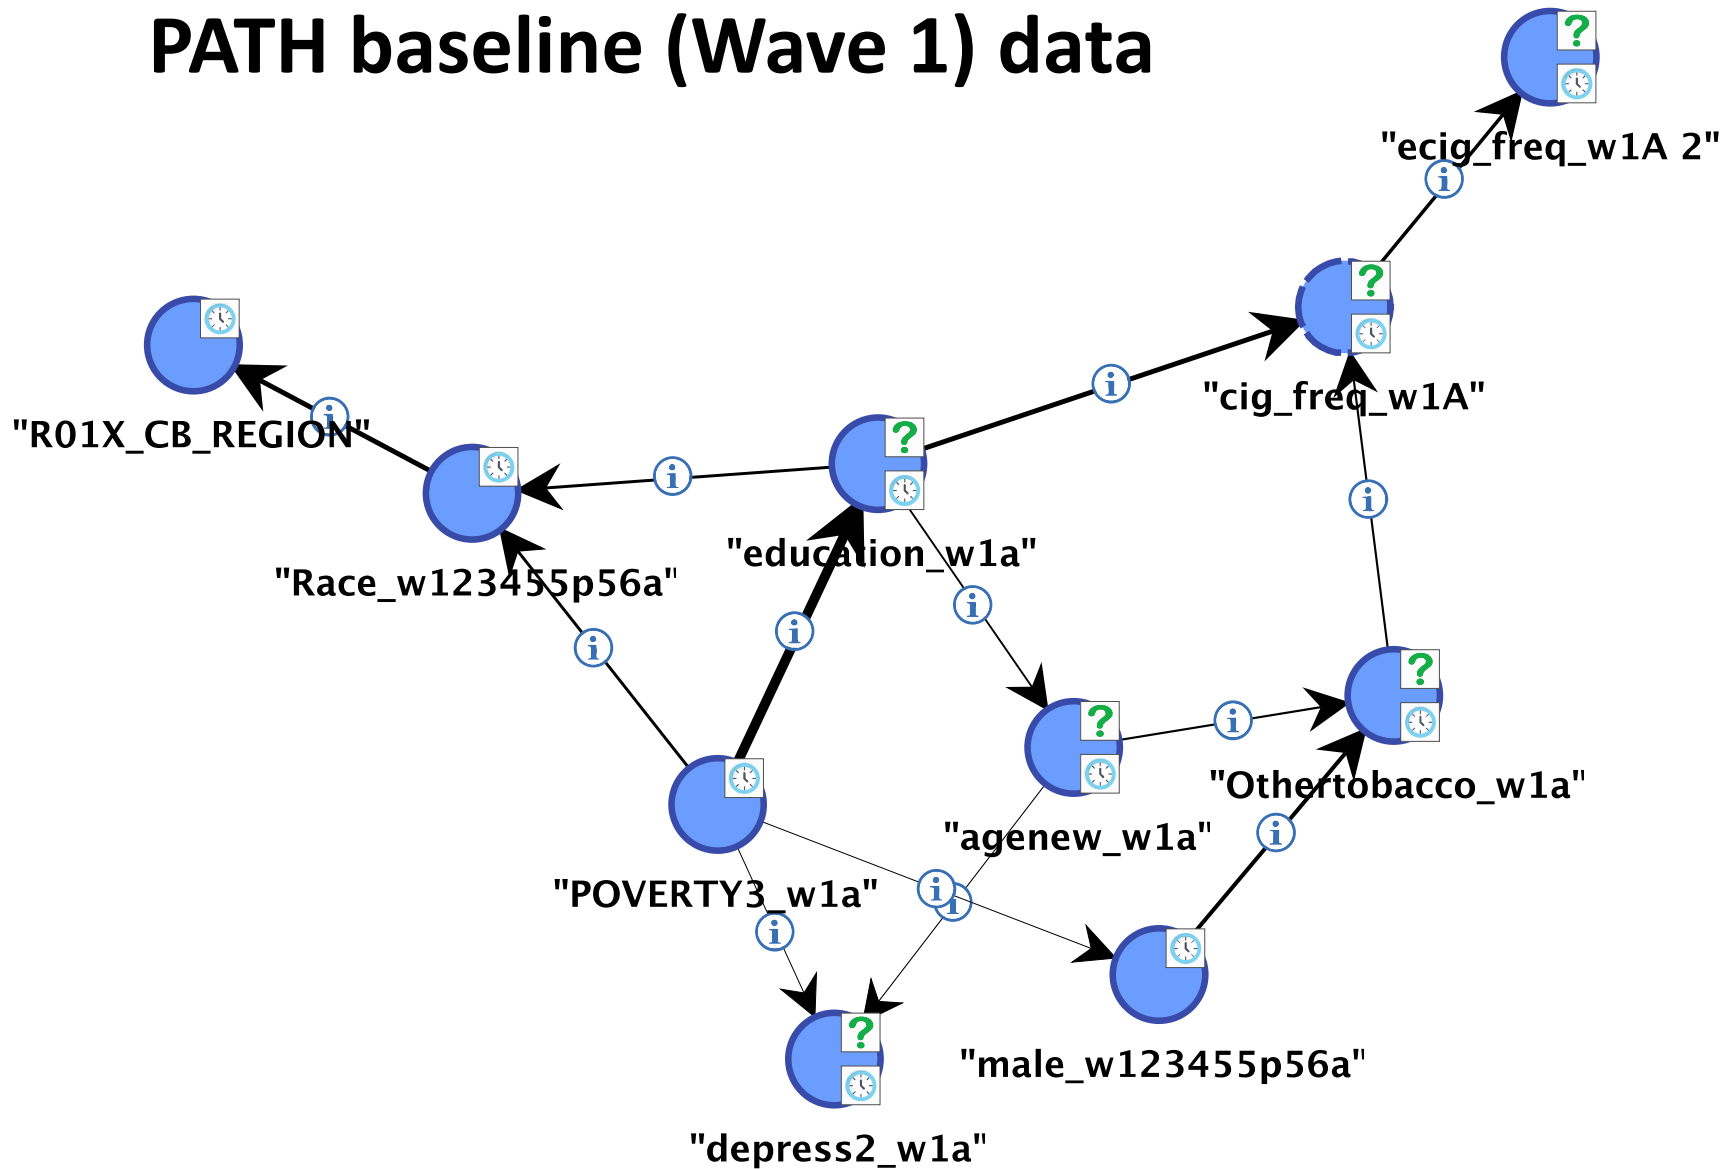 PATH baseline (Wave 1) data
"ecig_freq_w1A 2"
"cig_freq_w1A"
"R01X_CB_REGION"
"education_w1a"
"Race_w123455p56a"
"Othertobacco_w1a"
"agenew_w1a"
"POVERTY3_w1a"
"male_w123455p56a"
"depress2_w1a"